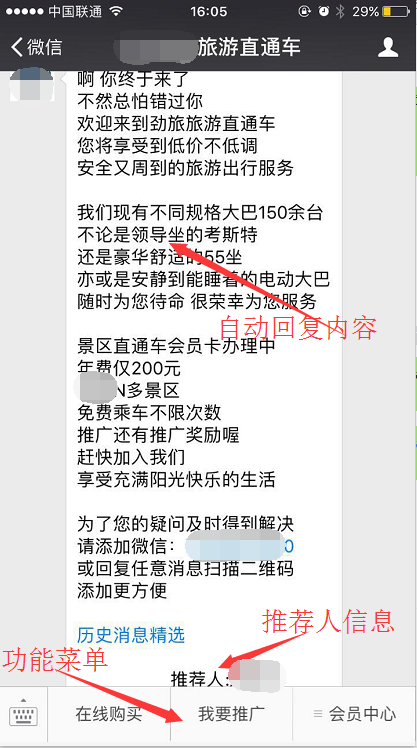 中国联通
16:05
29%
微信
旅游直通车
啊 你终于来了
不然总怕错过你
欢迎来到劲旅旅游直通车
您将享受到低价不低调
安全又周到的旅游出行服务
我们现有不同规格大巴150余台
不论是领导坐的考斯特
还是豪华舒适的55坐
亦或是安静到能睡着的电动大巴
随时为您待命 很荣幸为您服务
自动回复内容
景区直通车会员卡办理中
年费仅200元
N多景区
免费乘车不限次数
推广还有推广奖励喔
赶快加入我们
享受充满阳光快乐的生活
为了您的疑问及时得到解决
请添加微信：0
或回复任意消息扫描二维码
添加更方便
推荐人信息
历史消息精选
功能菜单
推荐人:
在线购买
我要推广
会员中心